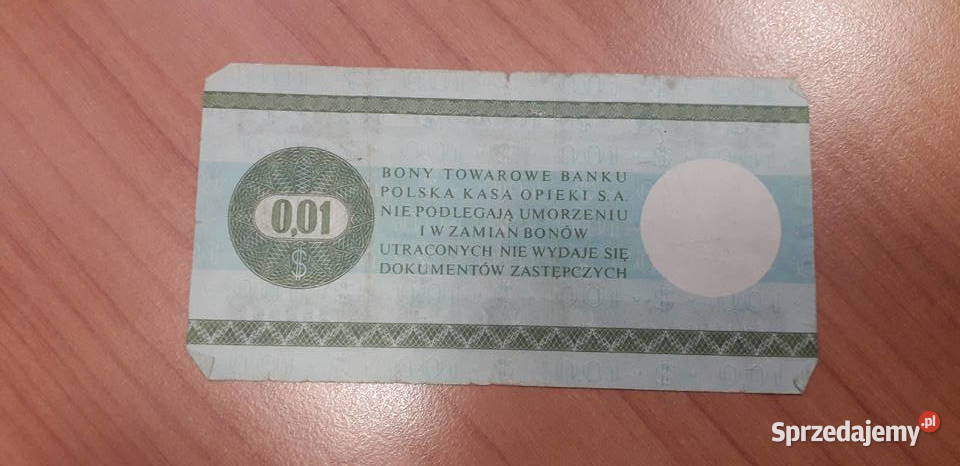 0,01
$
BONY TOWAROWE BANKU
POLSKA KASA OPIEKI S.A.
NIE PODLEGAJĄ UMORZENIU
I W ZAMIAN BONÓW
UTRACONYCH NIE WYDAJE SIĘ
DOKUMENTÓW ZASTĘPCZYCH
Sprzedajemy.pl